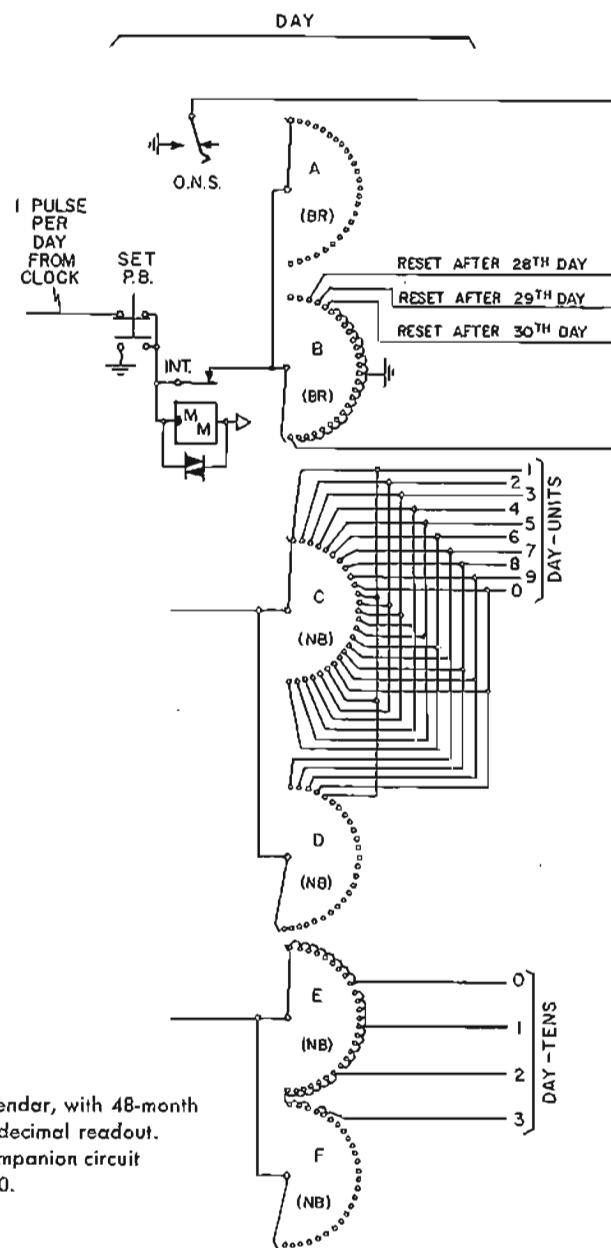 DAY
O.N.S.
A
(BR)
1 PULSE
PER
DAY
FROM
CLOCK
SET
P.B.
RESET AFTER 28TH DAY
RESET AFTER 29TH DAY
RESET AFTER 30TH DAY
INT.
B
(BR)
M
M
1
2
3
4
5
6
7
8
9
0
DAY-UNITS
C
(NB)
D
(NB)
E
(NB)
0
1
2
3
DAY-TENS
F
(NB)
endar, with 48-month
decimal readout.
mpanion circuit
0.